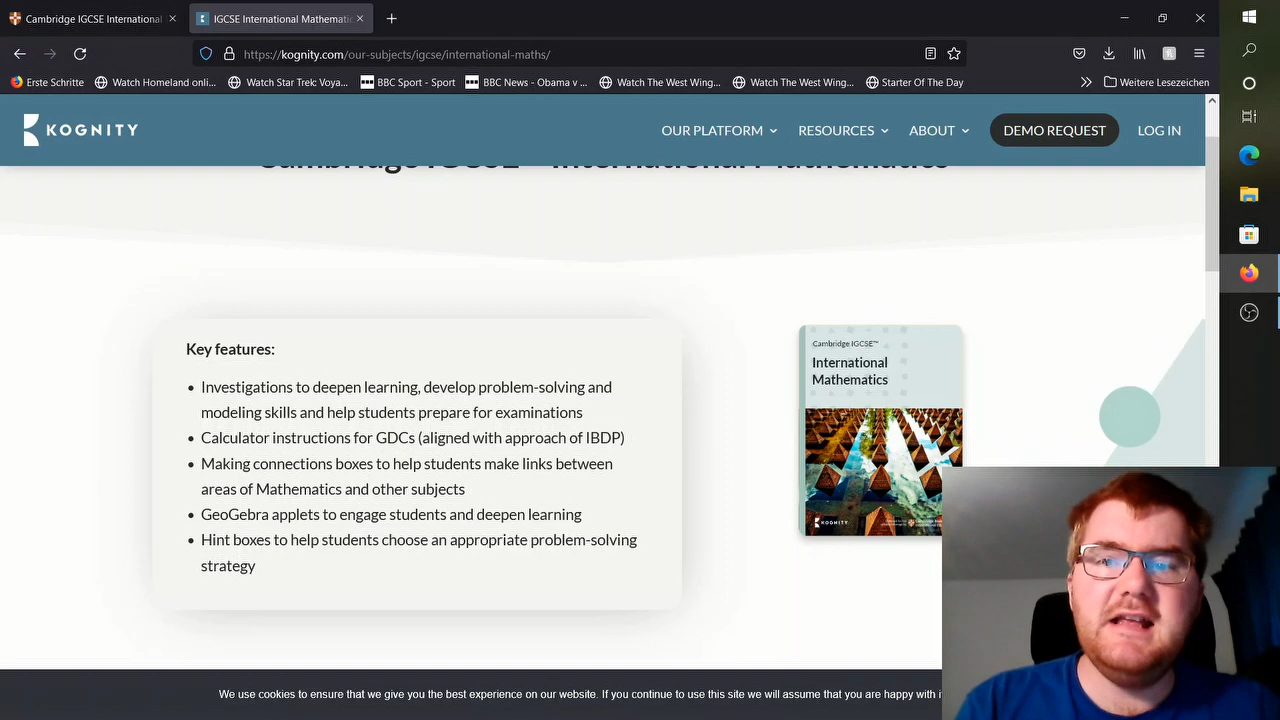 Cambridge IGCSE International
IGCSE International Mathematic
https://kognity.com/our-subjects/igcse/international-maths/
Erste Schritte
Watch Homeland onli...
Watch Star Trek: Voya...
BBC Sport - Sport
BBC News - Obama v ...
Watch The West Wing...
Watch The West Wing...
Starter Of The Day
Weitere Lesezeichen
KOGNITY
OUR PLATFORM
RESOURCES
ABOUT
DEMO REQUEST
LOG IN
Cambridge IGCSE International Mathematics
Key features:
• Investigations to deepen learning, develop problem-solving and
modeling skills and help students prepare for examinations
• Calculator instructions for GDCs (aligned with approach of IBDP)
• Making connections boxes to help students make links between
areas of Mathematics and other subjects
• GeoGebra applets to engage students and deepen learning
• Hint boxes to help students choose an appropriate problem-solving
strategy
Cambridge IGCSE™
International
Mathematics
KOGNITY
We use cookies to ensure that we give you the best experience on our website. If you continue to use this site we will assume that you are happy with